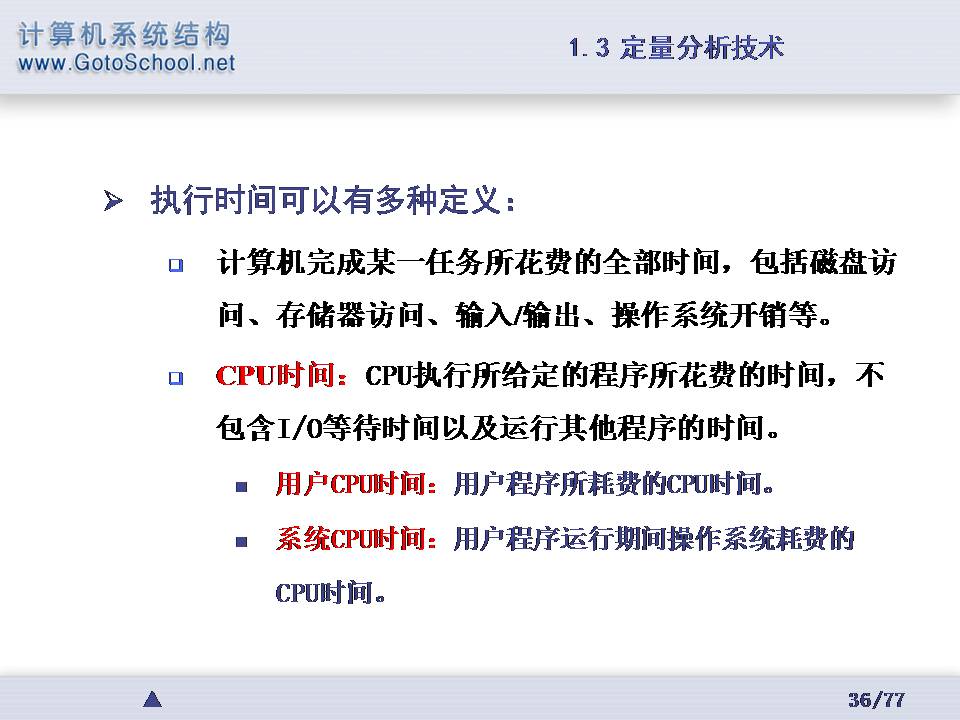 计算机系统结构
www.GotoSchool.net
1.3 定量分析技术
执行时间可以有多种定义：
计算机完成某一任务所花费的全部时间，包括磁盘访
问、存储器访问、输入/输出、操作系统开销等。
CPU时间：CPU执行所给定的程序所花费的时间，不
包含I/O等待时间以及运行其他程序的时间。
用户CPU时间：用户程序所耗费的CPU时间。
系统CPU时间：用户程序运行期间操作系统耗费的
CPU时间。
36/77